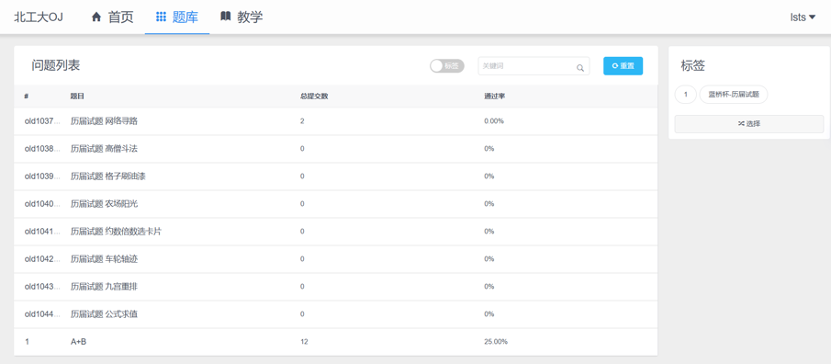 北工大OJ 首页 题库 教学 lsts
问题列表 标签 关键词 重置
# 题目 总提交数 通过率
old1037... 历届试题 网络寻路 2 0.00%
old1038... 历届试题 高僧斗法 0 0%
old1039... 历届试题 格子刷油漆 0 0%
old1040... 历届试题 农场阳光 0 0%
old1041... 历届试题 约数倍数选卡片 0 0%
old1042... 历届试题 车轮轴迹 0 0%
old1043... 历届试题 九宫重排 0 0%
old1044... 历届试题 公式求值 0 0%
1 A+B 12 25.00%
标签
1 蓝桥杯-历届试题
选择